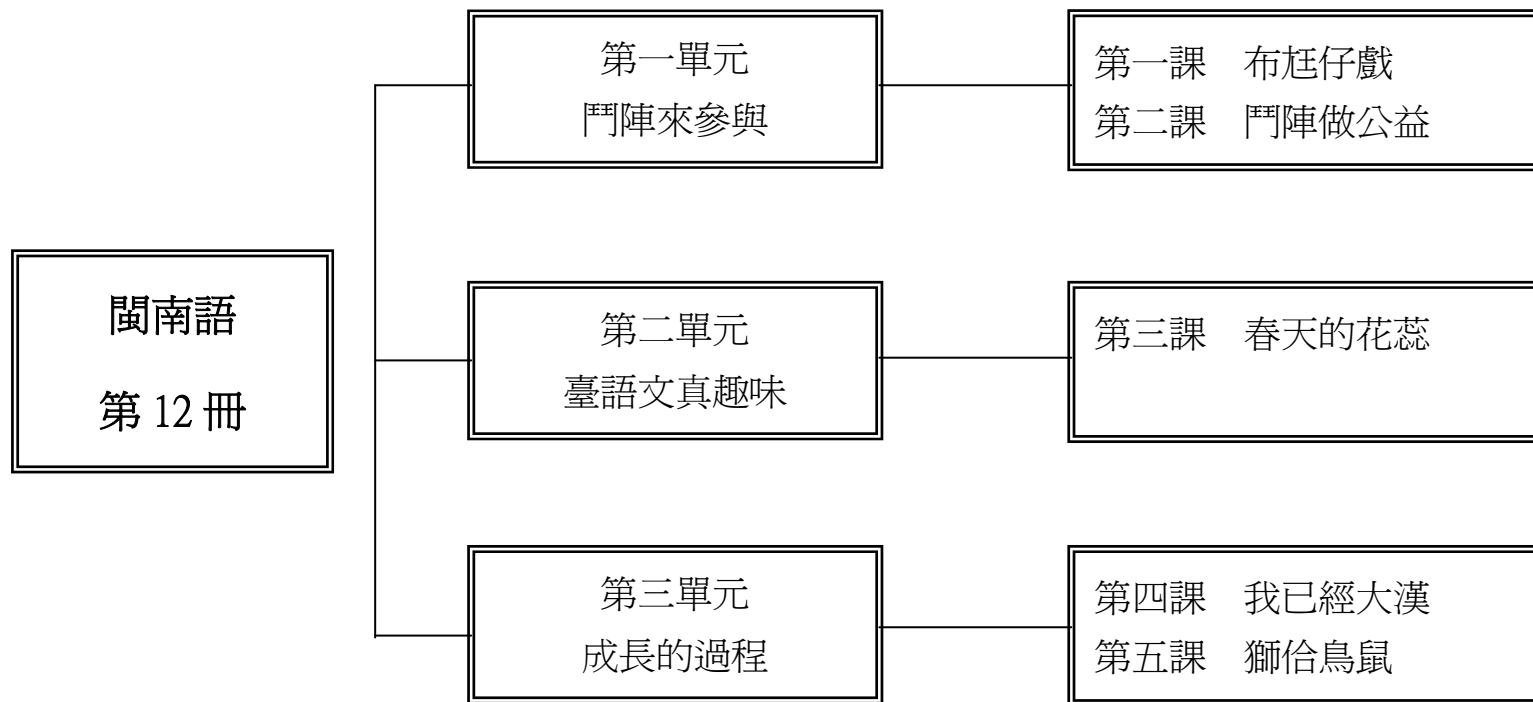 閩南語
第 12 冊
第一單元
鬥陣來參與
第一課　布尪仔戲
第二課　鬥陣做公益
第二單元
臺語文真趣味
第三課　春天的花蕊
第三單元
成長的過程
第四課　我已經大漢
第五課　獅佮鳥鼠